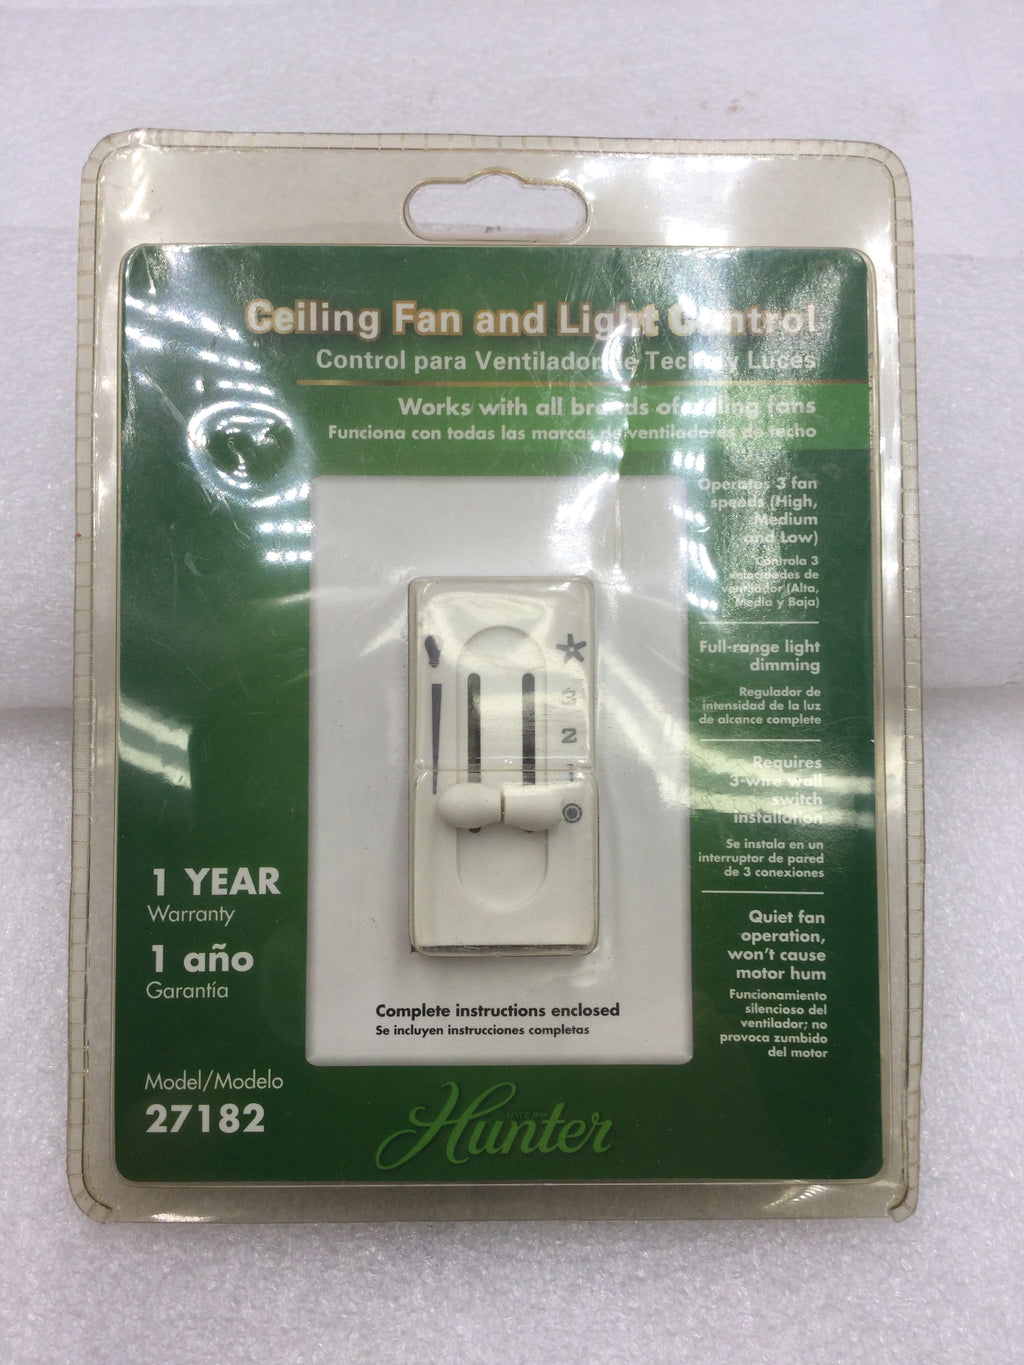 Ceiling Fan and Light Control
Control para Ventilador de Techo y Luces
Works with all brands of ceiling fans
Funciona con todas las marcas de ventiladores de techo
Operates 3 fan
speeds (High,
Medium
and Low)
Controla 3
velocidades de
ventilador (Alta,
Media y Baja)
Full-range light
dimming
Regulador de
intensidad de la luz
de alcance completo
Requires
3-wire wall
switch
installation
Se instala en un
interruptor de pared
de 3 conexiones
Quiet fan
operation,
won't cause
motor hum
Funcionamiento
silencioso del
ventilador; no
provoca zumbido
del motor
2
1 YEAR
Warranty
1 año
Garantía
Complete instructions enclosed
Se incluyen instrucciones completas
Model/Modelo
27182
Hunter